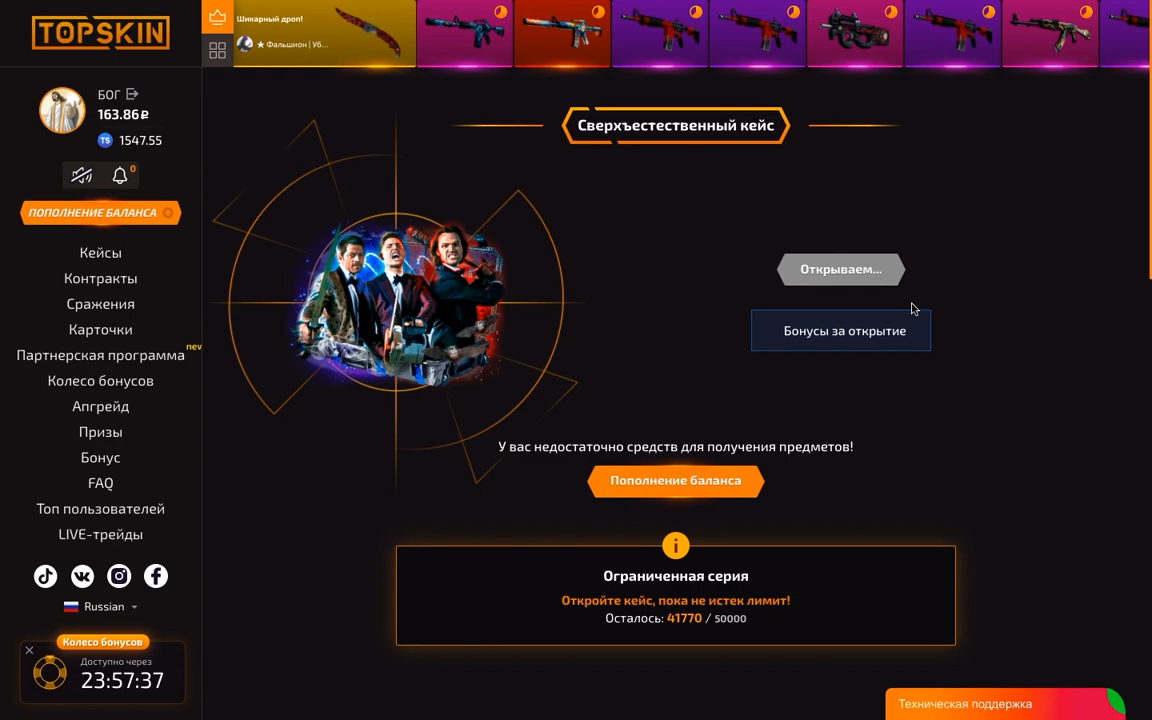 TOPSKIN
Шикарный дроп!
★ Фальшион | Уб...
БОГ
163.86₽
TS 1547.55
0
ПОПОЛНЕНИЕ БАЛАНСА
Кейсы
Контракты
Сражения
Карточки
Партнерская программа new
Колесо бонусов
Апгрейд
Призы
Бонус
FAQ
Топ пользователей
LIVE-трейды
Russian
Колесо бонусов
Доступно через
23:57:37
Сверхъестественный кейс
Открываем...
Бонусы за открытие
У вас недостаточно средств для получения предметов!
Пополнение баланса
i
Ограниченная серия
Откройте кейс, пока не истек лимит!
Осталось: 41770 / 50000
Техническая поддержка